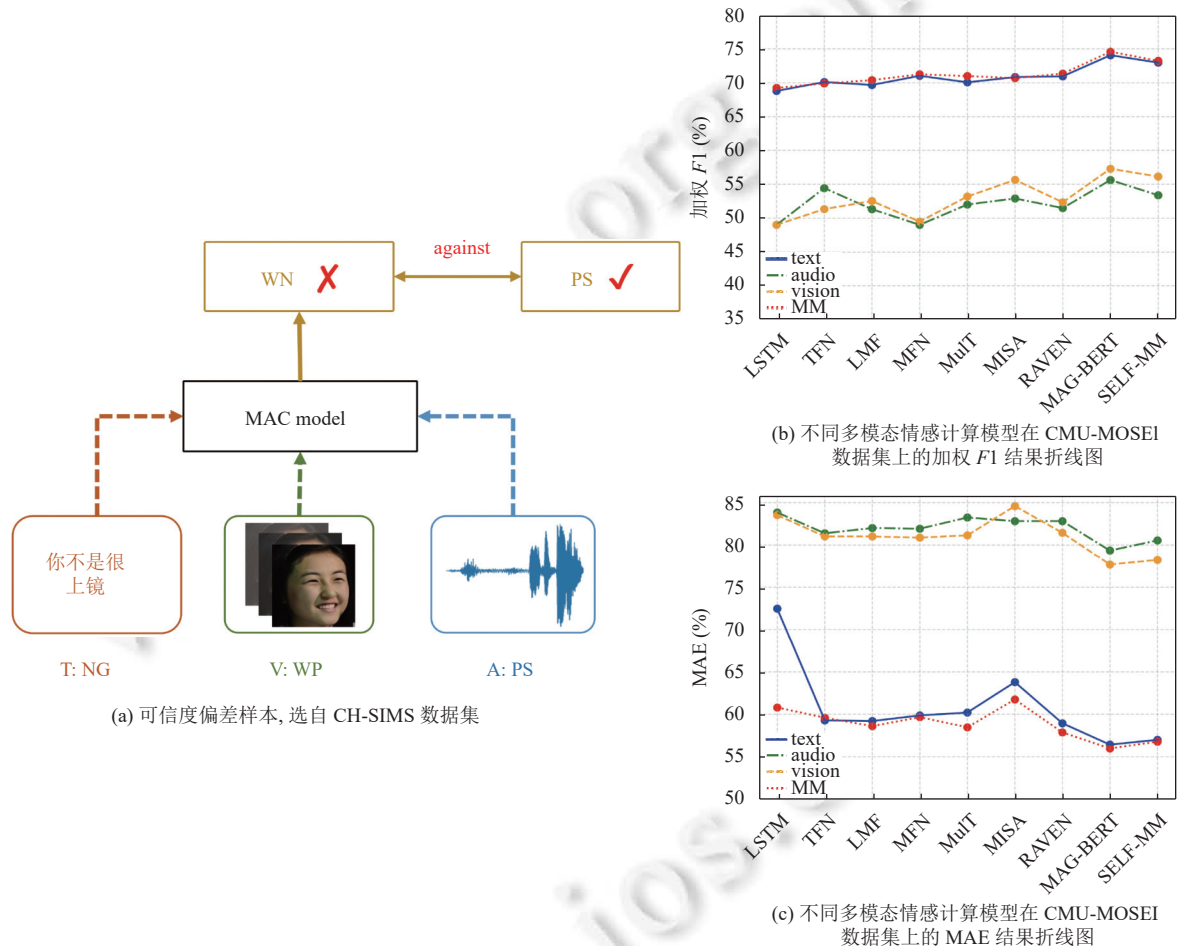 against
WN ✗
PS ✓
MAC model
你不是很
上镜
T: NG
V: WP
A: PS
(a) 可信度偏差样本, 选自 CH-SIMS 数据集
80
75
70
65
60
55
50
45
40
35
加权 F1 (%)
text
audio
vision
MM
LSTM
TFN
LMF
MFN
MulT
MISA
RAVEN
MAG-BERT
SELF-MM
(b) 不同多模态情感计算模型在 CMU-MOSEl
数据集上的加权 F1 结果折线图
85
80
75
70
65
60
55
50
MAE (%)
text
audio
vision
MM
LSTM
TFN
LMF
MFN
MulT
MISA
RAVEN
MAG-BERT
SELF-MM
(c) 不同多模态情感计算模型在 CMU-MOSEI
数据集上的 MAE 结果折线图
org
ios.